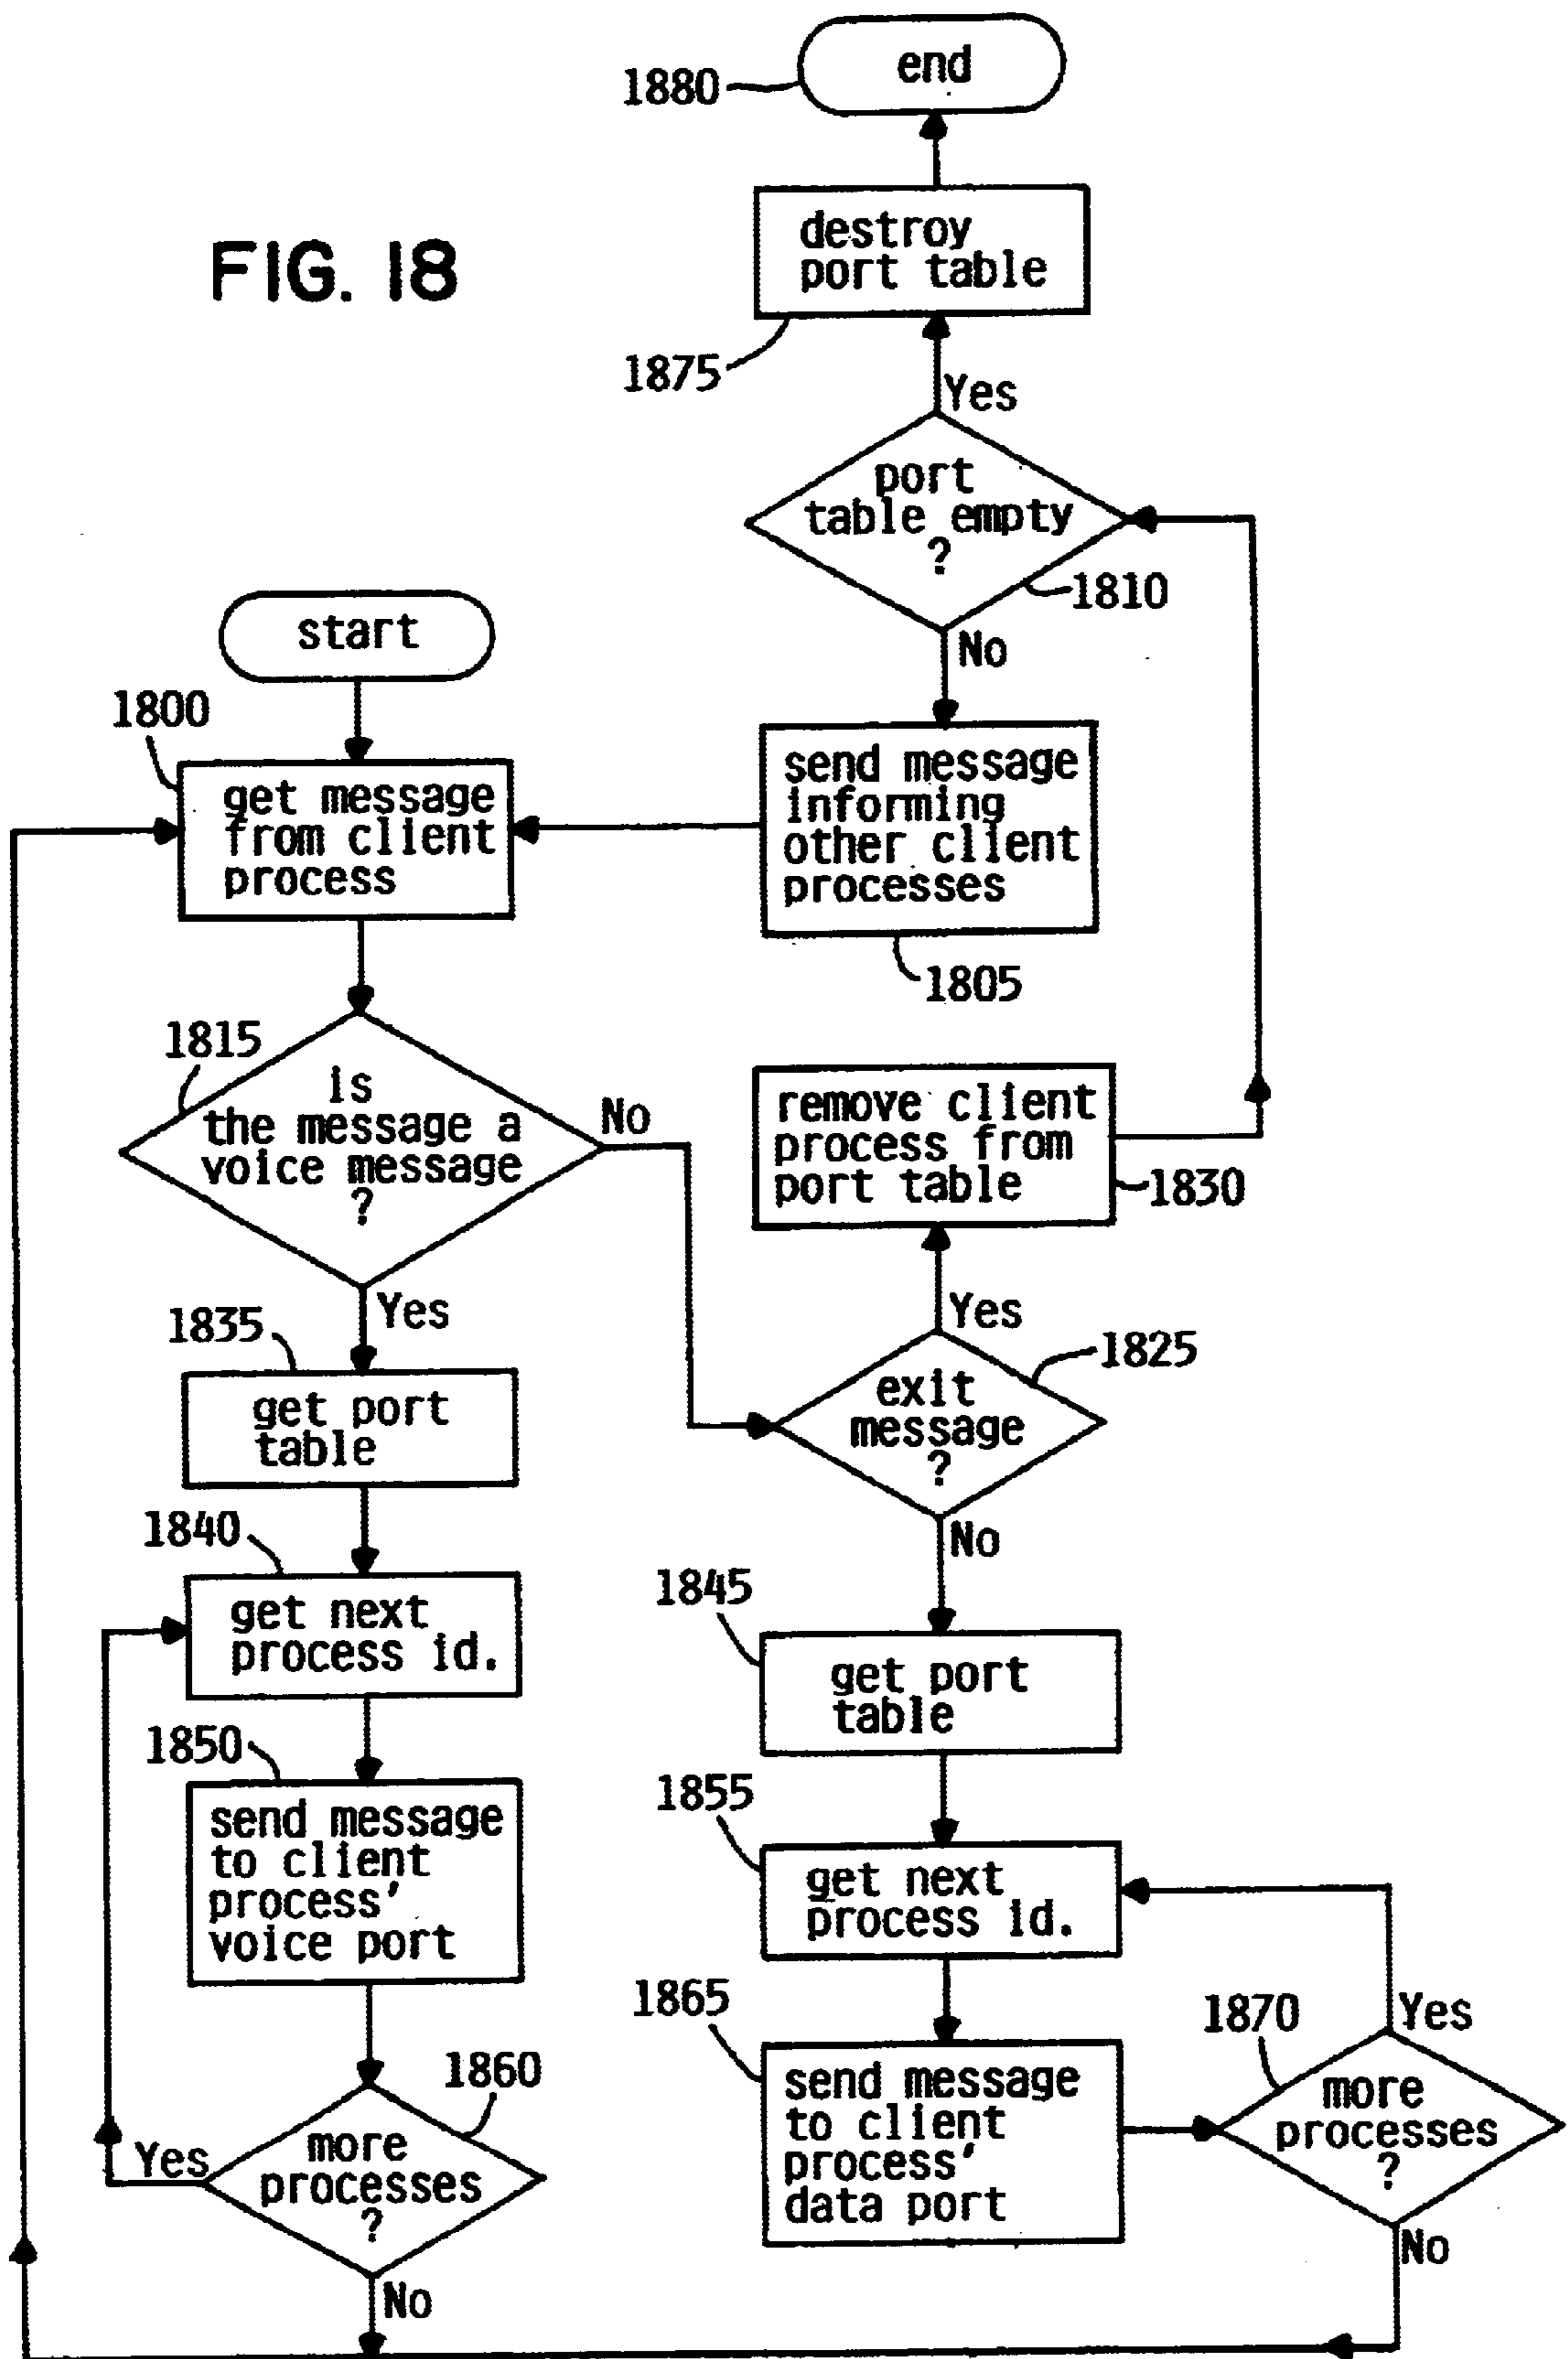 1880
end
FIG. 18
destroy
port table
1875
Yes
port
table empty
?
1810
No
start
1800
get message
from client
process
send message
informing
other client
processes
1805
1815
is
the message a
voice message
?
No
remove client
process from
port table
1830
Yes
Yes
1835
get port
table
1825
exit
message
?
No
1840
get next
process id.
1845
get port
table
1850
send message
to client
process'
voice port
1855
get next
process id.
1860
more
processes
?
Yes
No
1865
send message
to client
process'
data port
1870
Yes
more
processes
?
No